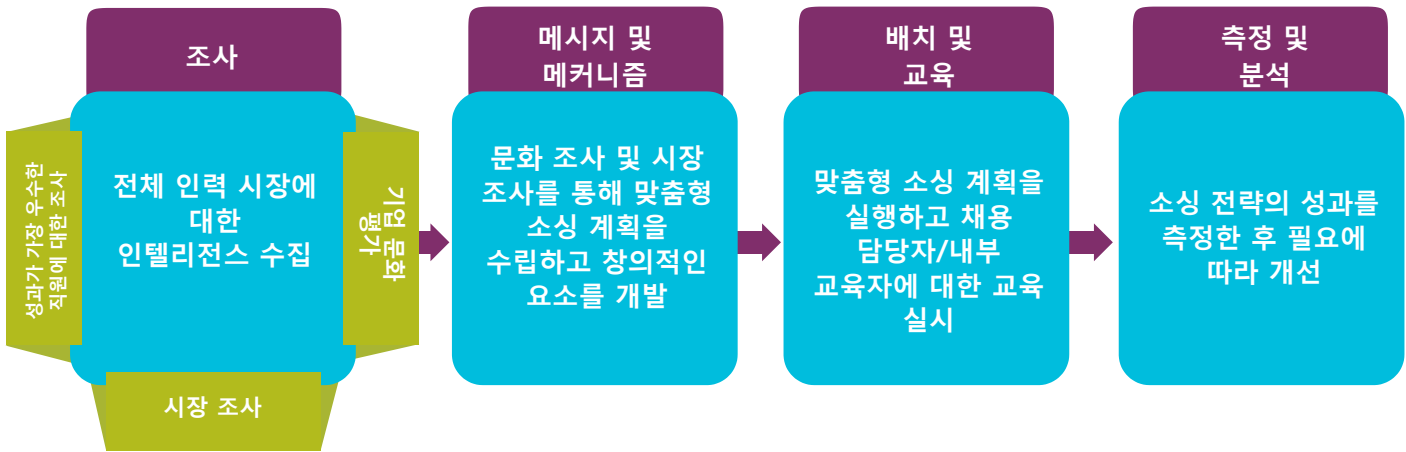 조사
성과가 가장 우수한
직원에 대한 조사
전체 인력 시장에
대한
인텔리전스 수집
기업 문화
평가
시장 조사
메시지 및
메커니즘
문화 조사 및 시장
조사를 통해 맞춤형
소싱 계획을
수립하고 창의적인
요소를 개발
배치 및
교육
맞춤형 소싱 계획을
실행하고 채용
담당자/내부
교육자에 대한 교육
실시
측정 및
분석
소싱 전략의 성과를
측정한 후 필요에
따라 개선